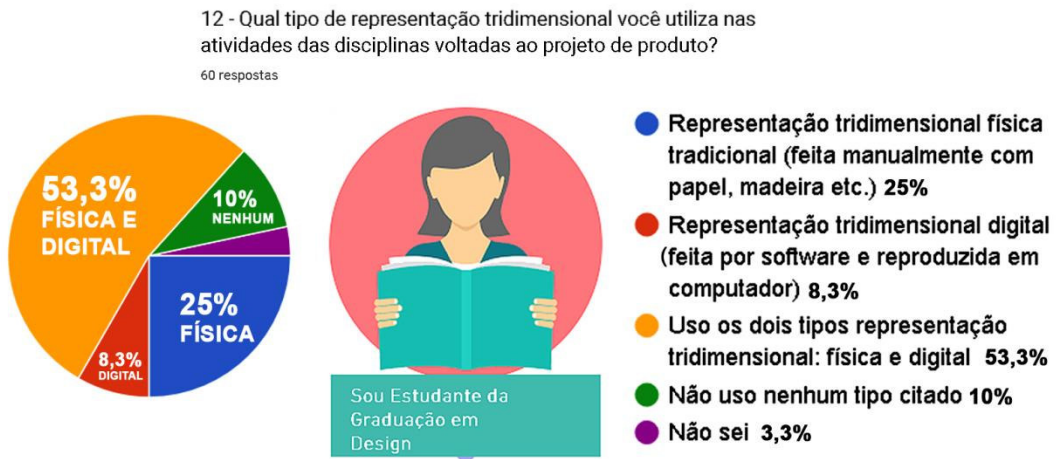 12 - Qual tipo de representação tridimensional você utiliza nas
atividades das disciplinas voltadas ao projeto de produto?
60 respostas
53,3%
FÍSICA E
DIGITAL
10%
NENHUM
25%
FÍSICA
8,3%
DIGITAL
Sou Estudante da
Graduação em
Design
Representação tridimensional física
tradicional (feita manualmente com
papel, madeira etc.) 25%
Representação tridimensional digital
(feita por software e reproduzida em
computador) 8,3%
Uso os dois tipos representação
tridimensional: física e digital 53,3%
Não uso nenhum tipo citado 10%
Não sei 3,3%